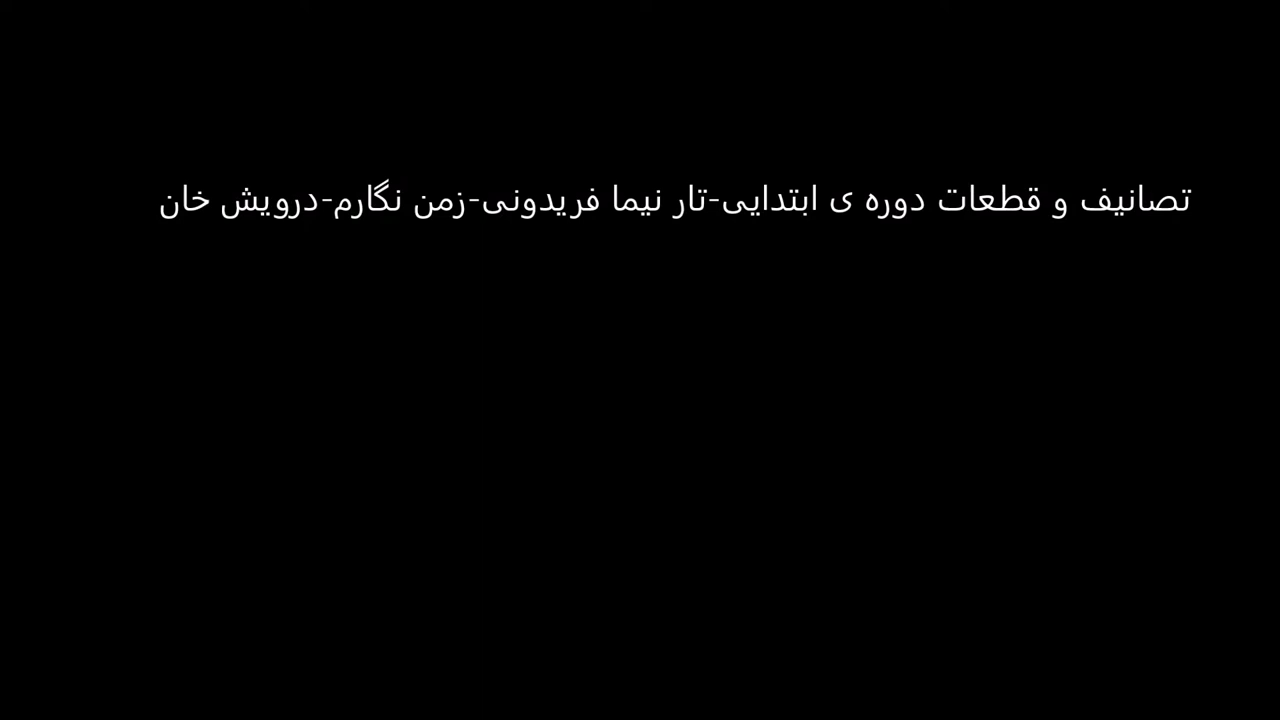 تصانیف و قطعات دوره ی ابتدایی-تار نیما فریدونی-زمن نگارم-درویش خان